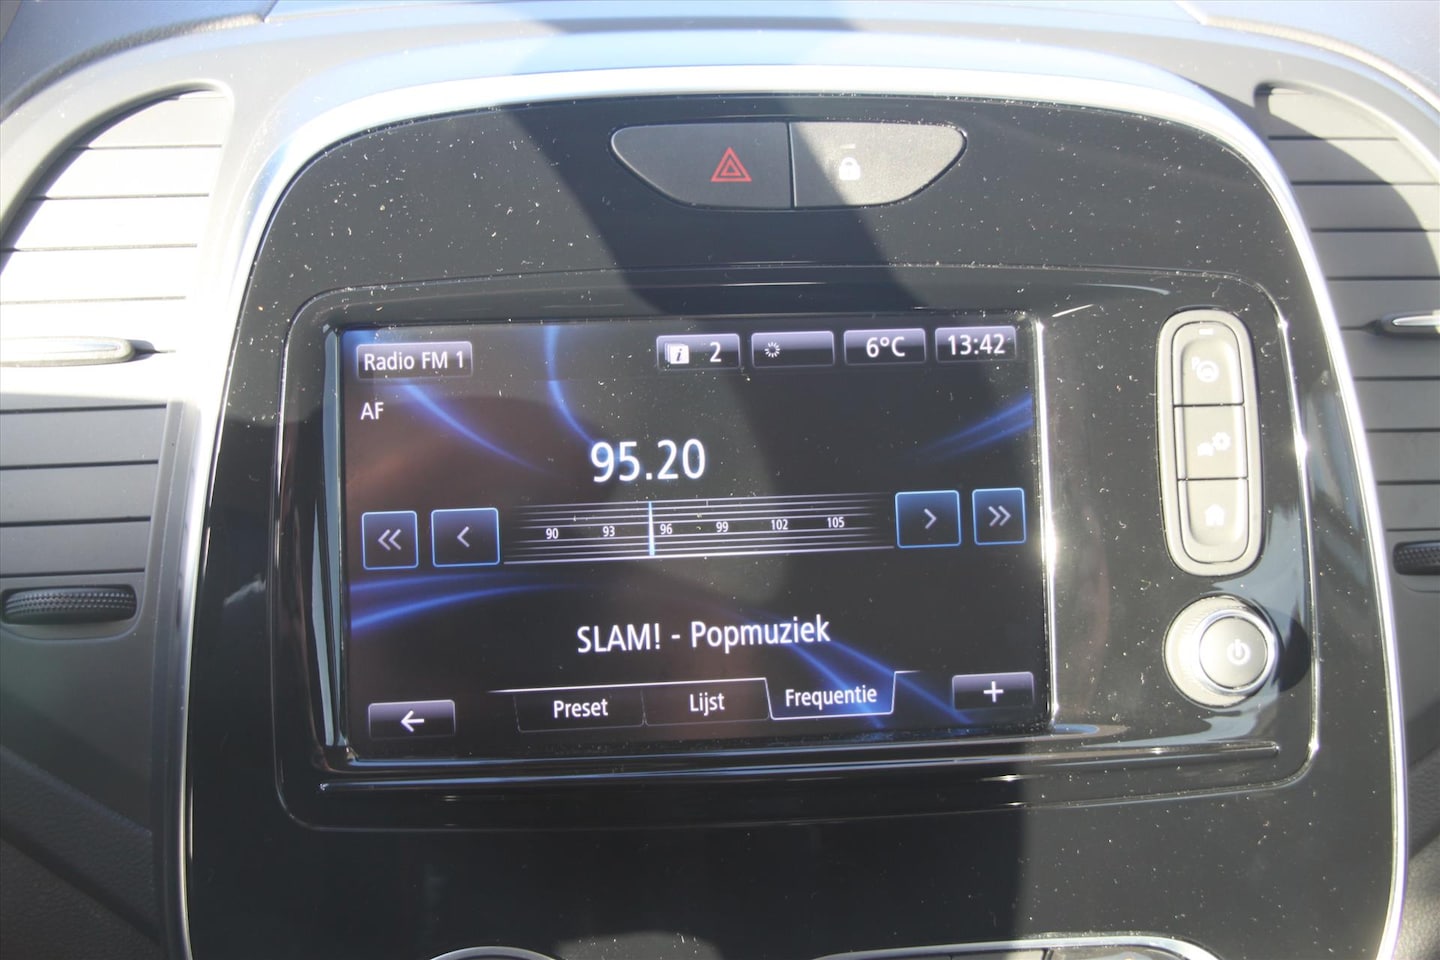 Radio FM 1
i 2
6°C
13:42
AF
95.20
90 93 96 99 102 105
SLAM! - Popmuziek
Preset
Lijst
Frequentie
+